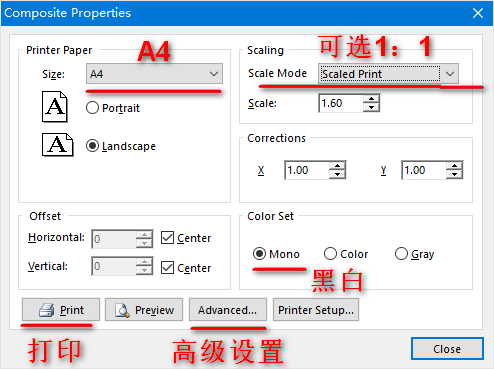 Composite Properties
Printer Paper
A4
Size: A4
Portrait
Landscape
Scaling
可选1：1
Scale Mode Scaled Print
Scale: 1.60
Corrections
X 1.00 Y 1.00
Offset
Horizontal: 0 Center
Vertical: 0 Center
Color Set
Mono Color Gray
黑白
Print Preview Advanced... Printer Setup...
打印 高级设置
Close